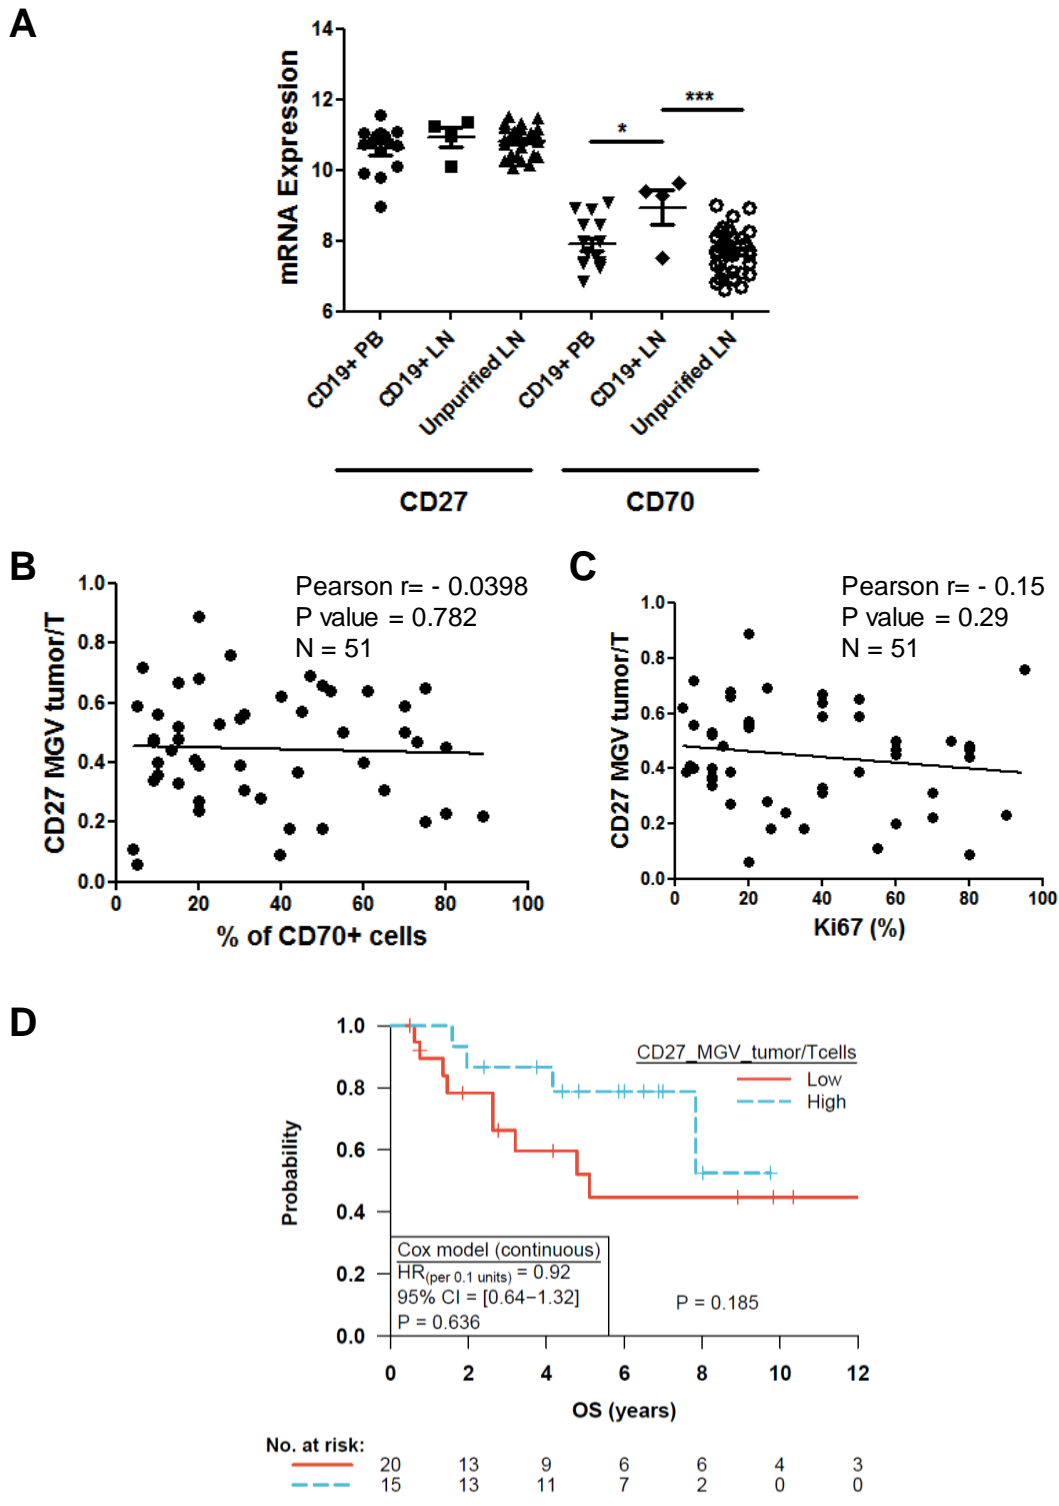 A
14
12
10
8
6
mRNA Expression
*
***
CD19+ PB
CD19+ LN
Unpurified LN
CD19+ PB
CD19+ LN
Unpurified LN
CD27
CD70
B
Pearson r= - 0.0398
P value = 0.782
N = 51
1.0
0.8
0.6
0.4
0.2
0.0
CD27 MGV tumor/T
0 20 40 60 80 100
% of CD70+ cells
C
Pearson r= - 0.15
P value = 0.29
N = 51
1.0
0.8
0.6
0.4
0.2
0.0
CD27 MGV tumor/T
0 20 40 60 80 100
Ki67 (%)
D
1.0
0.8
0.6
0.4
0.2
0.0
Probability
CD27_MGV_tumor/Tcells
Low
High
Cox model (continuous)
HR(per 0.1 units) = 0.92
95% CI = [0.64−1.32]
P = 0.636
P = 0.185
0 2 4 6 8 10 12
OS (years)
No. at risk:
20 13 9 6 6 4 3
15 13 11 7 2 0 0